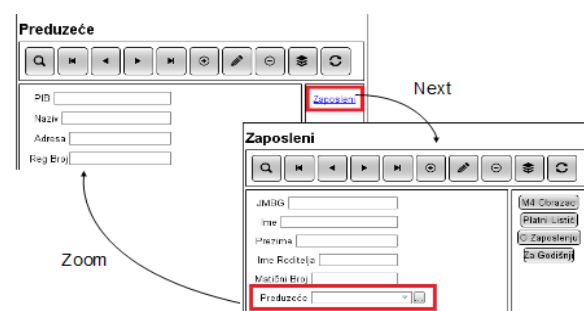 Preduzeće
PIB
Naziv
Adresa
Reg Broj
Zaposleni
Next
Zaposleni
JMBG
Ime
Prezime
Ime Roditelja
Matični Broj
Preduzeće
...
M4 Obrazac
Platni Listić
O Zaposlenju
Za Godišnji
Zoom